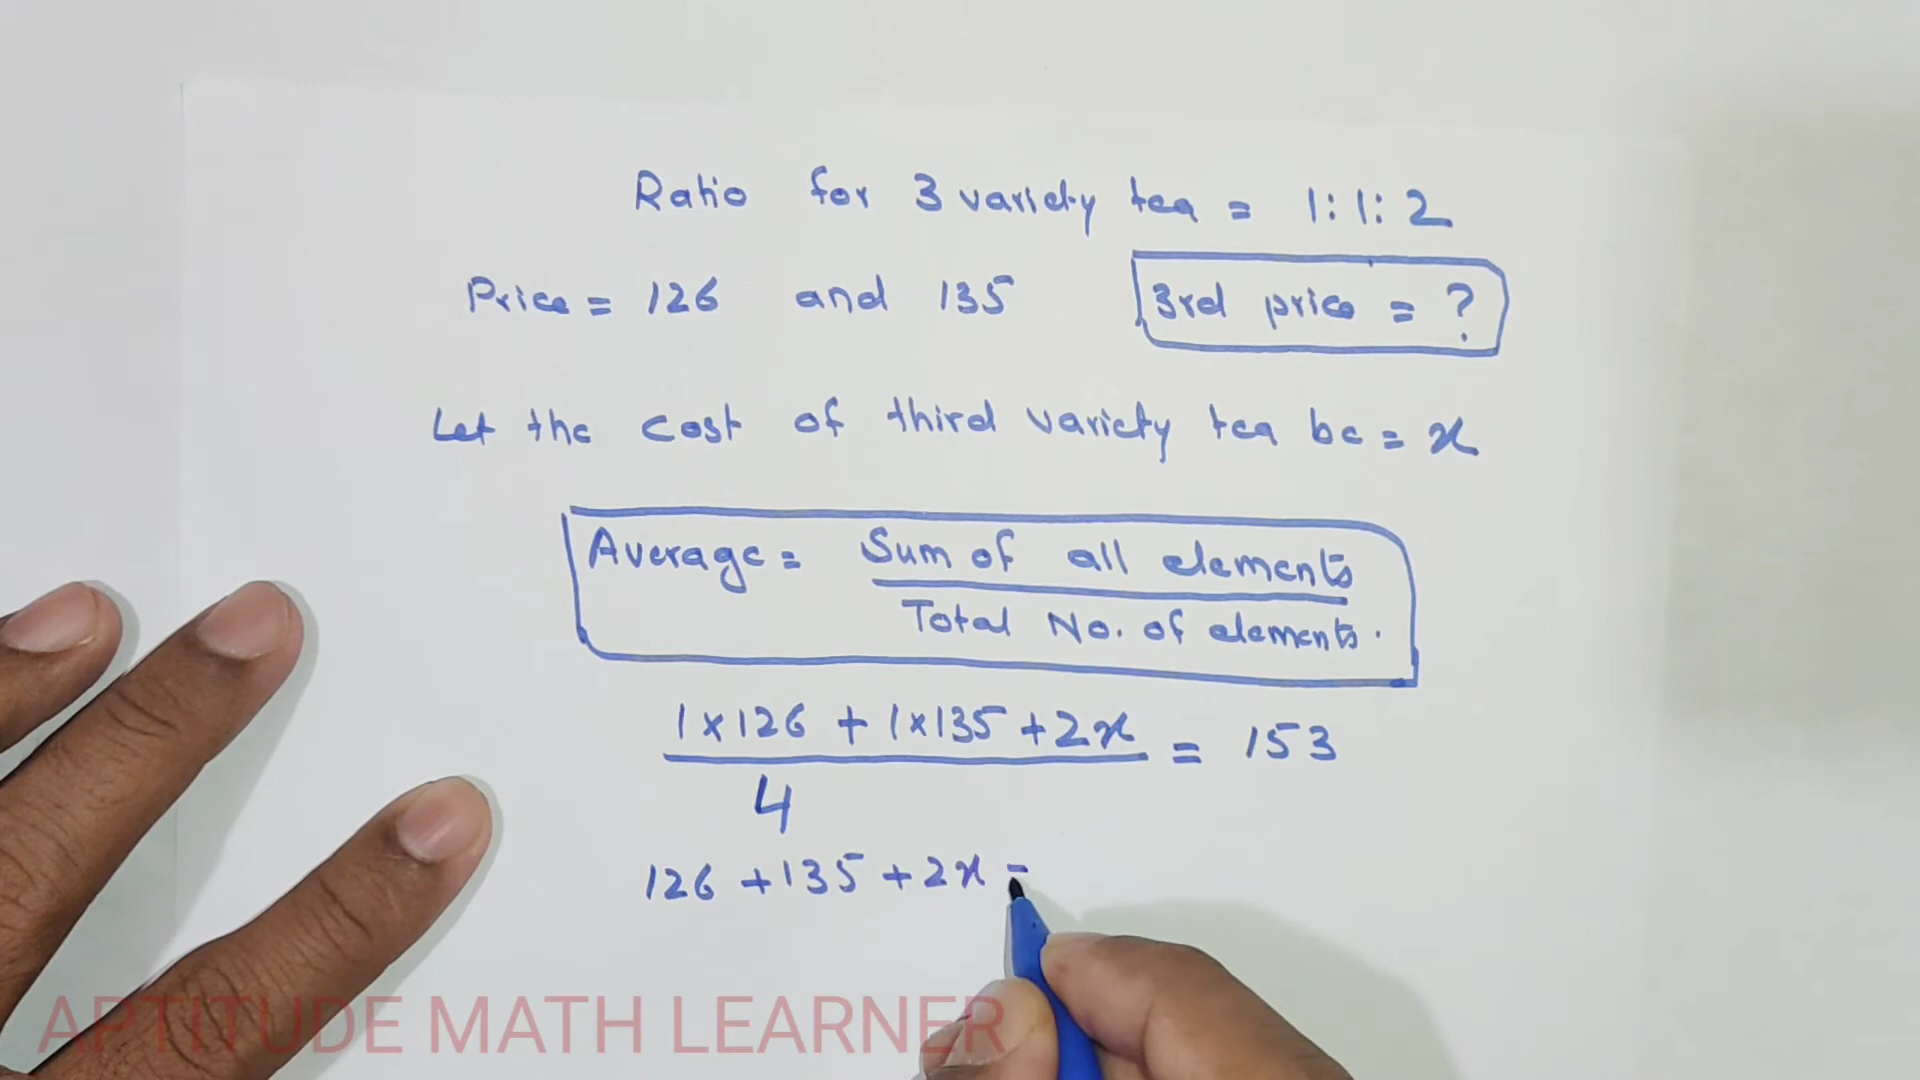 Ratio for 3 variety tea = 1:1:2
Price = 126 and 135 3rd price = ?
Let the cost of third variety tea be = x
Average = Sum of all elements
Total No. of elements.
1×126 + 1×135 + 2x = 153
4
126 + 135 + 2x =
APTITUDE MATH LEARNER